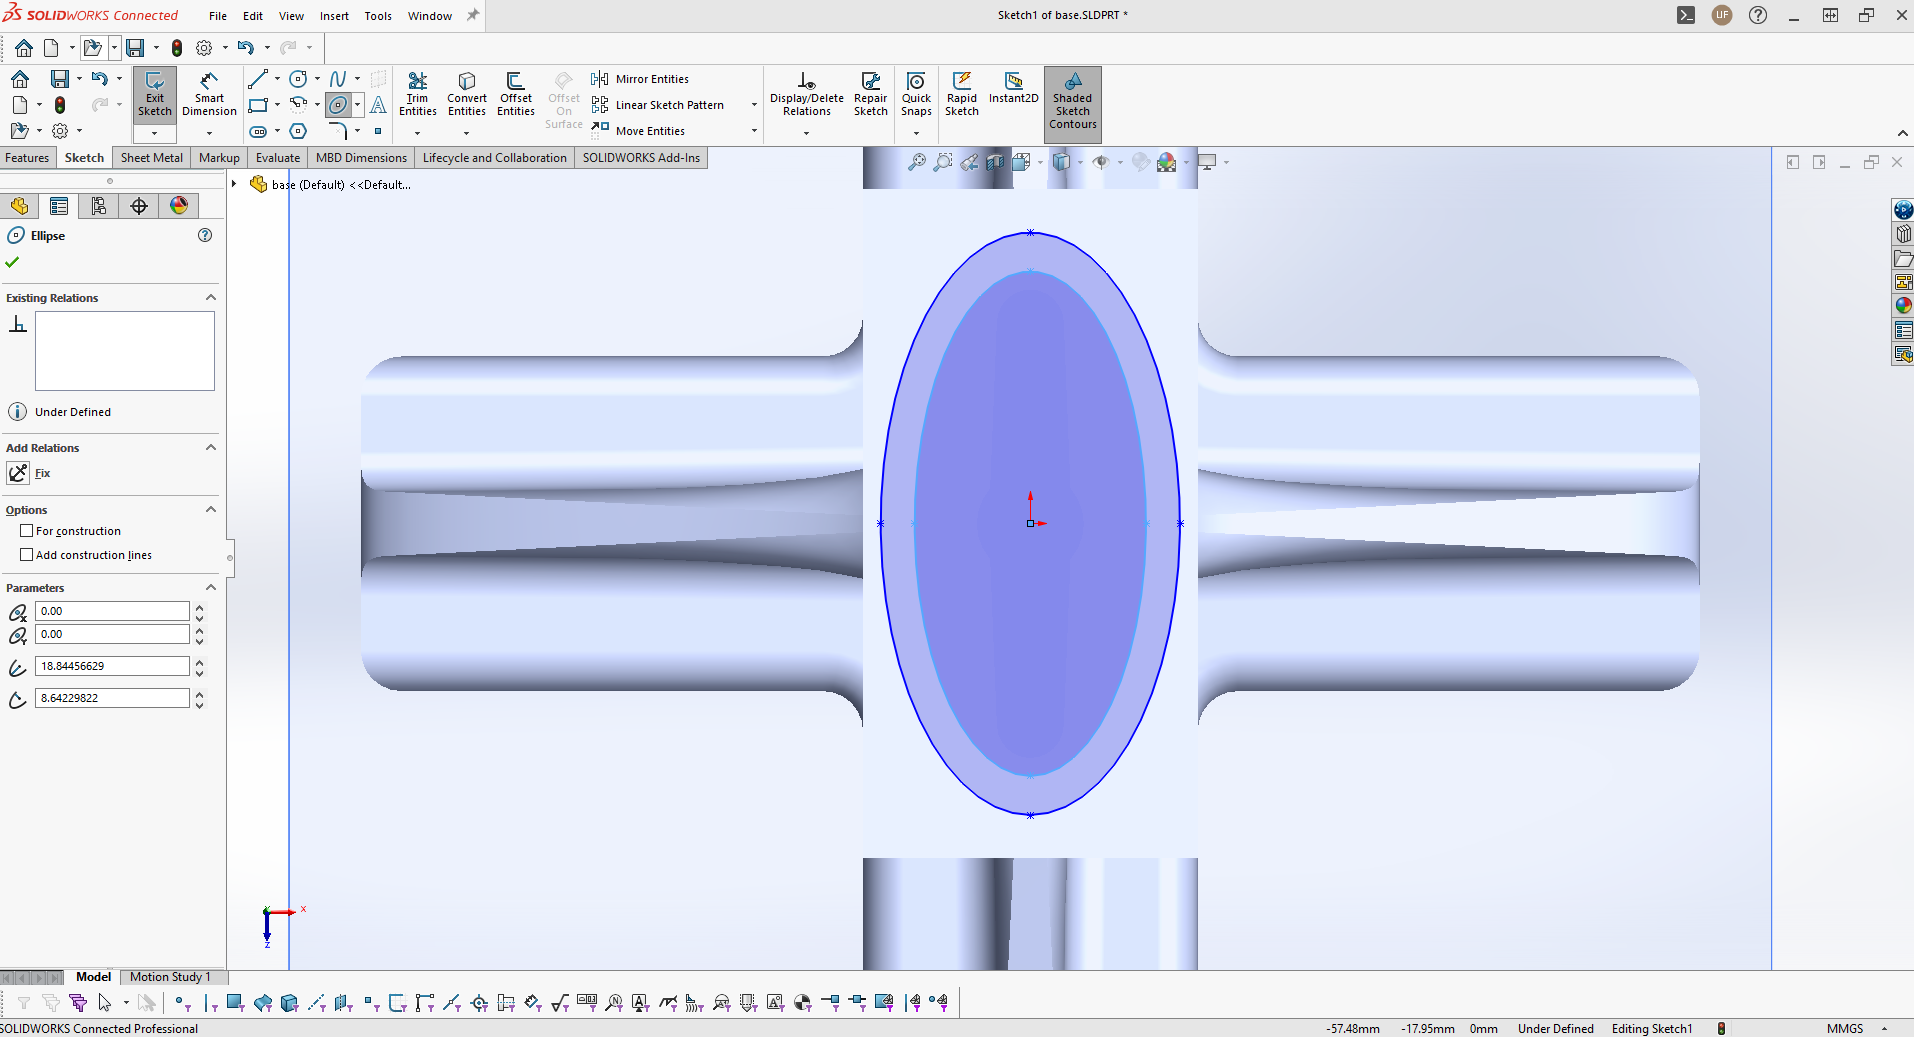 SOLIDWORKS Connected File Edit View Insert Tools Window Sketch1 of base.SLDPRT * UF
Exit Sketch
Smart Dimension
Trim Entities
Convert Entities
Offset Entities
Offset On Surface
Mirror Entities
Linear Sketch Pattern
Move Entities
Display/Delete Relations
Repair Sketch
Quick Snaps
Rapid Sketch
Instant2D
Shaded Sketch Contours
Features Sketch Sheet Metal Markup Evaluate MBD Dimensions Lifecycle and Collaboration SOLIDWORKS Add-Ins
base (Default) <<Default...
Ellipse
Existing Relations
Under Defined
Add Relations
Fix
Options
For construction
Add construction lines
Parameters
0.00
0.00
18.84456629
8.64229822
X
Z
Model Motion Study 1
SOLIDWORKS Connected Professional -57.48mm -17.95mm 0mm Under Defined Editing Sketch1 MMGS